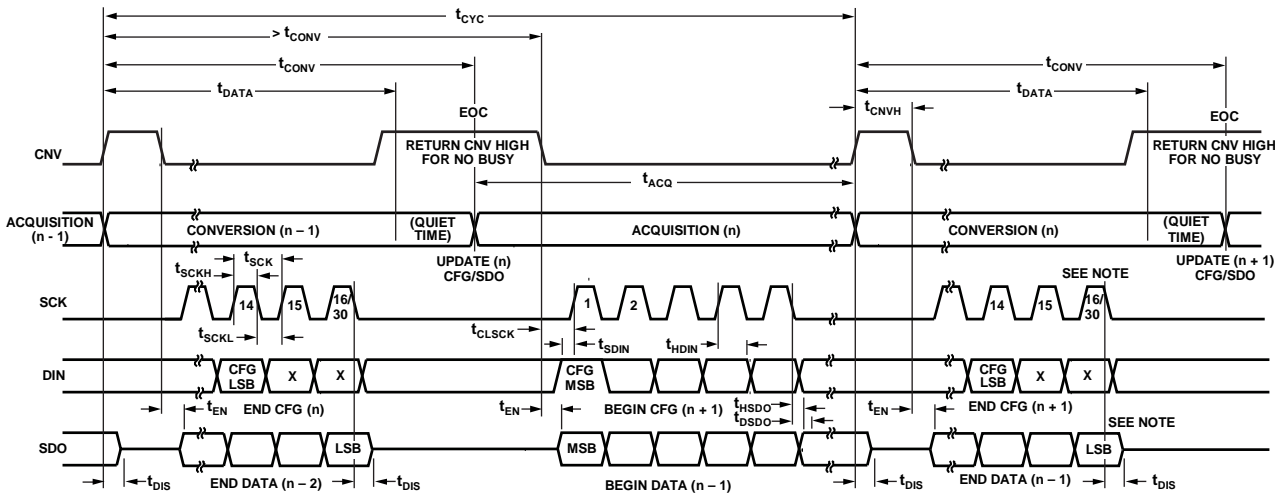 tCYC
> tCONV
tCONV
tCONV
tDATA
tDATA
EOC
tCNVH
EOC
CNV
RETURN CNV HIGH
FOR NO BUSY
RETURN CNV HIGH
FOR NO BUSY
tACQ
ACQUISITION
(n - 1)
CONVERSION (n – 1)
(QUIET
TIME)
ACQUISITION (n)
CONVERSION (n)
(QUIET
TIME)
UPDATE (n)
CFG/SDO
UPDATE (n + 1)
CFG/SDO
tSCKH
tSCK
SEE NOTE
SCK
14
15
16/
30
1
2
14
15
16/
30
tSCKL
tCLSCK
tSDIN
tHDIN
DIN
CFG
LSB
X
X
CFG
MSB
CFG
LSB
X
X
tEN
END CFG (n)
tEN
BEGIN CFG (n + 1)
tHSDO
tDSDO
tEN
END CFG (n + 1)
SEE NOTE
SDO
LSB
MSB
LSB
tDIS
END DATA (n – 2)
tDIS
BEGIN DATA (n – 1)
tDIS
END DATA (n – 1)
tDIS